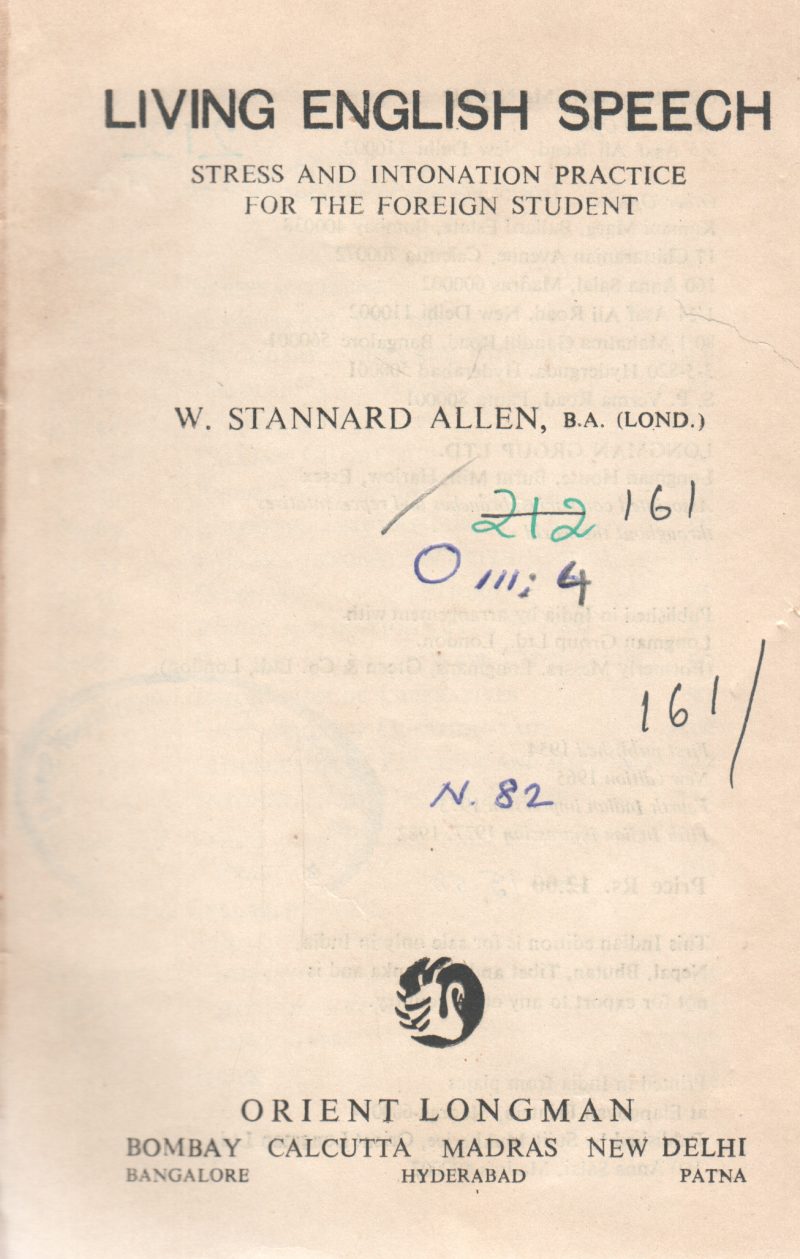 LIVING ENGLISH SPEECH
STRESS AND INTONATION PRACTICE
FOR THE FOREIGN STUDENT
W. STANNARD ALLEN, B.A. (LOND.)
212 161
O 111; 4
161
N. 82
ORIENT LONGMAN
BOMBAY CALCUTTA MADRAS NEW DELHI
BANGALORE HYDERABAD PATNA